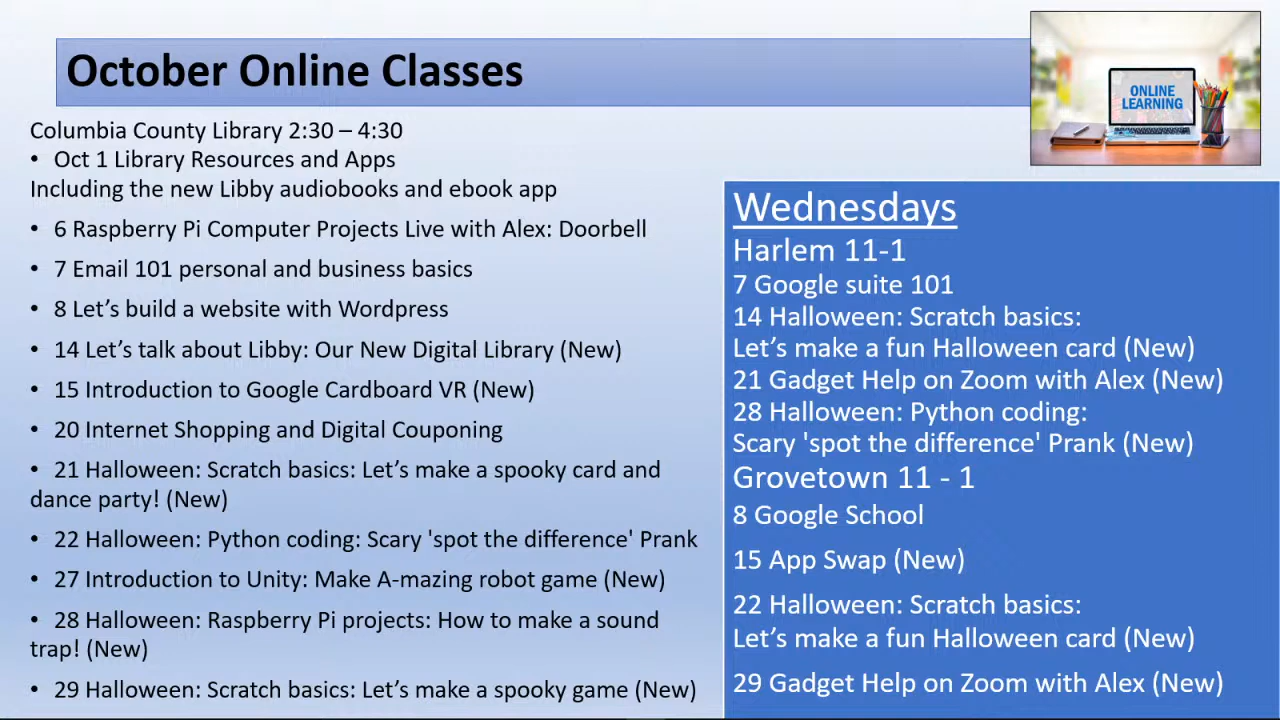 October Online Classes
ONLINE
LEARNING
Columbia County Library 2:30 – 4:30
• Oct 1 Library Resources and Apps
Including the new Libby audiobooks and ebook app
• 6 Raspberry Pi Computer Projects Live with Alex: Doorbell
• 7 Email 101 personal and business basics
• 8 Let's build a website with Wordpress
• 14 Let's talk about Libby: Our New Digital Library (New)
• 15 Introduction to Google Cardboard VR (New)
• 20 Internet Shopping and Digital Couponing
• 21 Halloween: Scratch basics: Let's make a spooky card and
dance party! (New)
• 22 Halloween: Python coding: Scary 'spot the difference' Prank
• 27 Introduction to Unity: Make A-mazing robot game (New)
• 28 Halloween: Raspberry Pi projects: How to make a sound
trap! (New)
• 29 Halloween: Scratch basics: Let's make a spooky game (New)
Wednesdays
Harlem 11-1
7 Google suite 101
14 Halloween: Scratch basics:
Let's make a fun Halloween card (New)
21 Gadget Help on Zoom with Alex (New)
28 Halloween: Python coding:
Scary 'spot the difference' Prank (New)
Grovetown 11 - 1
8 Google School
15 App Swap (New)
22 Halloween: Scratch basics:
Let's make a fun Halloween card (New)
29 Gadget Help on Zoom with Alex (New)